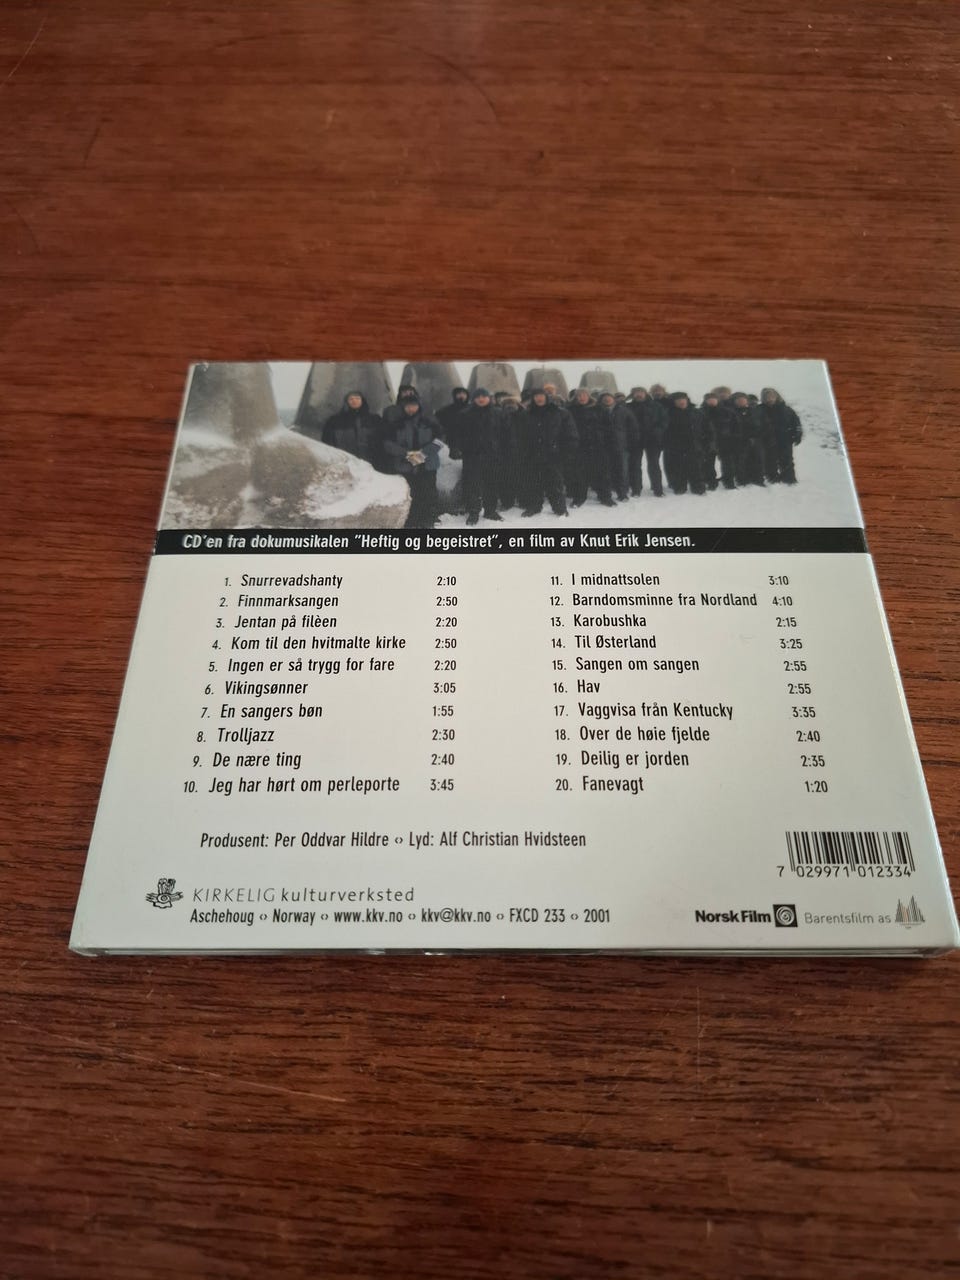 CD'en fra dokumusikalen "Heftig og begeistret", en film av Knut Erik Jensen.
1. Snurrevadshanty 2:10
2. Finnmarksangen 2:50
3. Jentan på filèen 2:20
4. Kom til den hvitmalte kirke 2:50
5. Ingen er så trygg for fare 2:20
6. Vikingsønner 3:05
7. En sangers bøn 1:55
8. Trolljazz 2:30
9. De nære ting 2:40
10. Jeg har hørt om perleporte 3:45
11. I midnattsolen 3:10
12. Barndomsminne fra Nordland 4:10
13. Karobushka 2:15
14. Til Østerland 3:25
15. Sangen om sangen 2:55
16. Hav 2:55
17. Vaggvisa från Kentucky 3:35
18. Over de høie fjelde 2:40
19. Deilig er jorden 2:35
20. Fanevagt 1:20
Produsent: Per Oddvar Hildre ‹› Lyd: Alf Christian Hvidsteen
7 029971 012334
KIRKELIG kulturverksted
Aschehoug ‹› Norway ‹› www.kkv.no ‹› kkv@kkv.no ‹› FXCD 233 ‹› 2001
Norsk Film Barentsfilm as